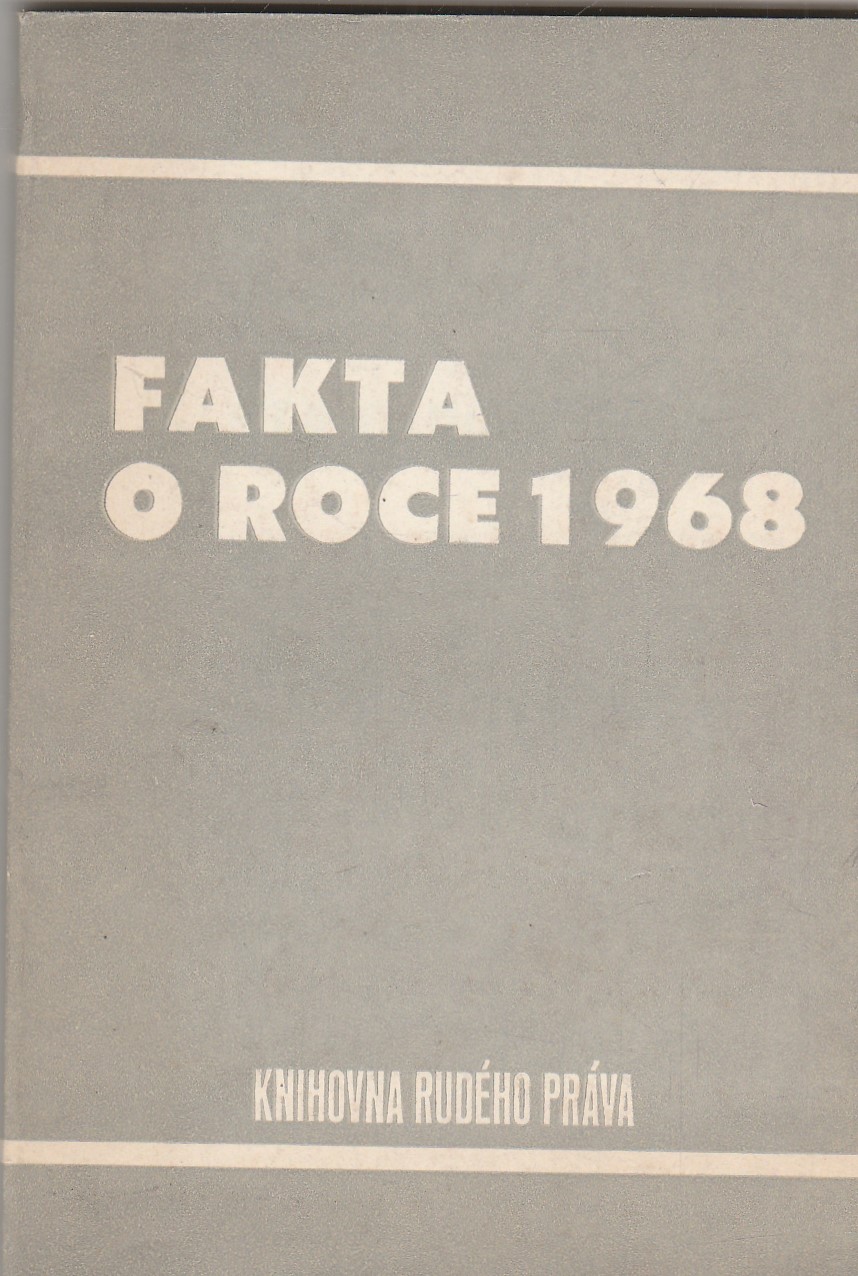 FAKTA
O ROCE 1968
KNIHOVNA RUDÉHO PRÁVA